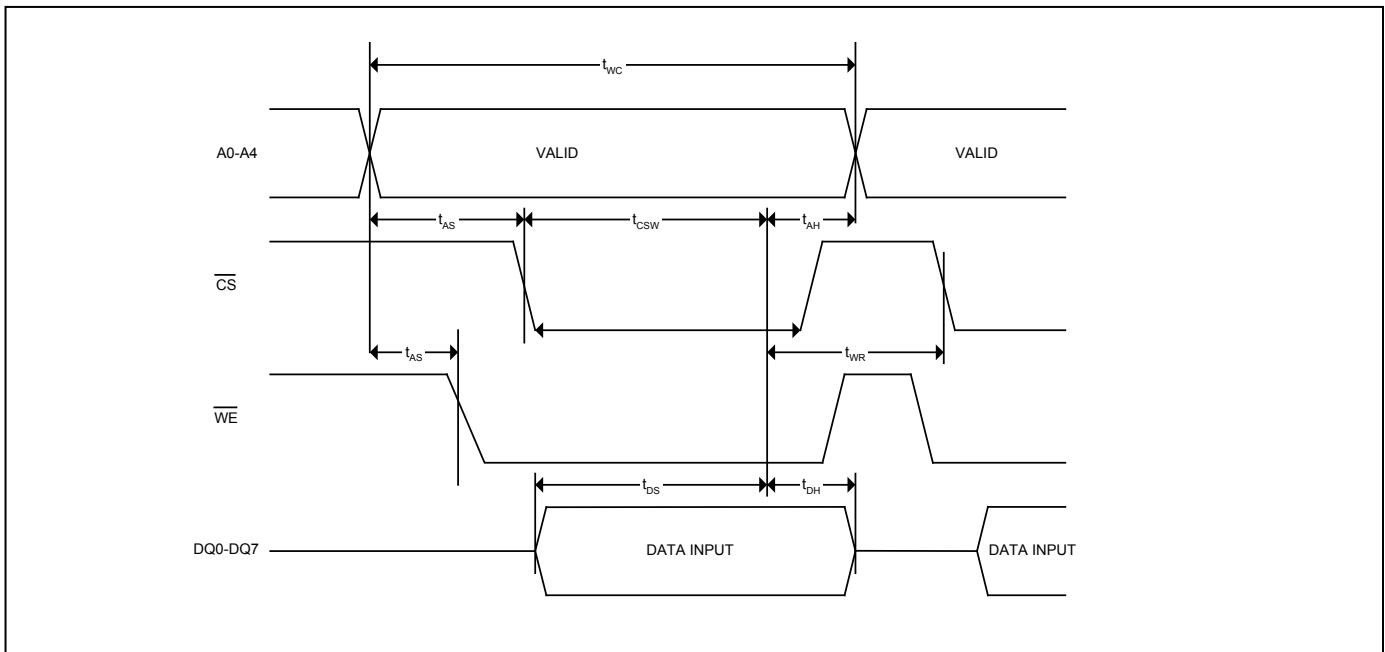 tWC
A0-A4
VALID
VALID
tAS
tCSW
tAH
CS
tAS
tWR
WE
tDS
tDH
DQ0-DQ7
DATA INPUT
DATA INPUT